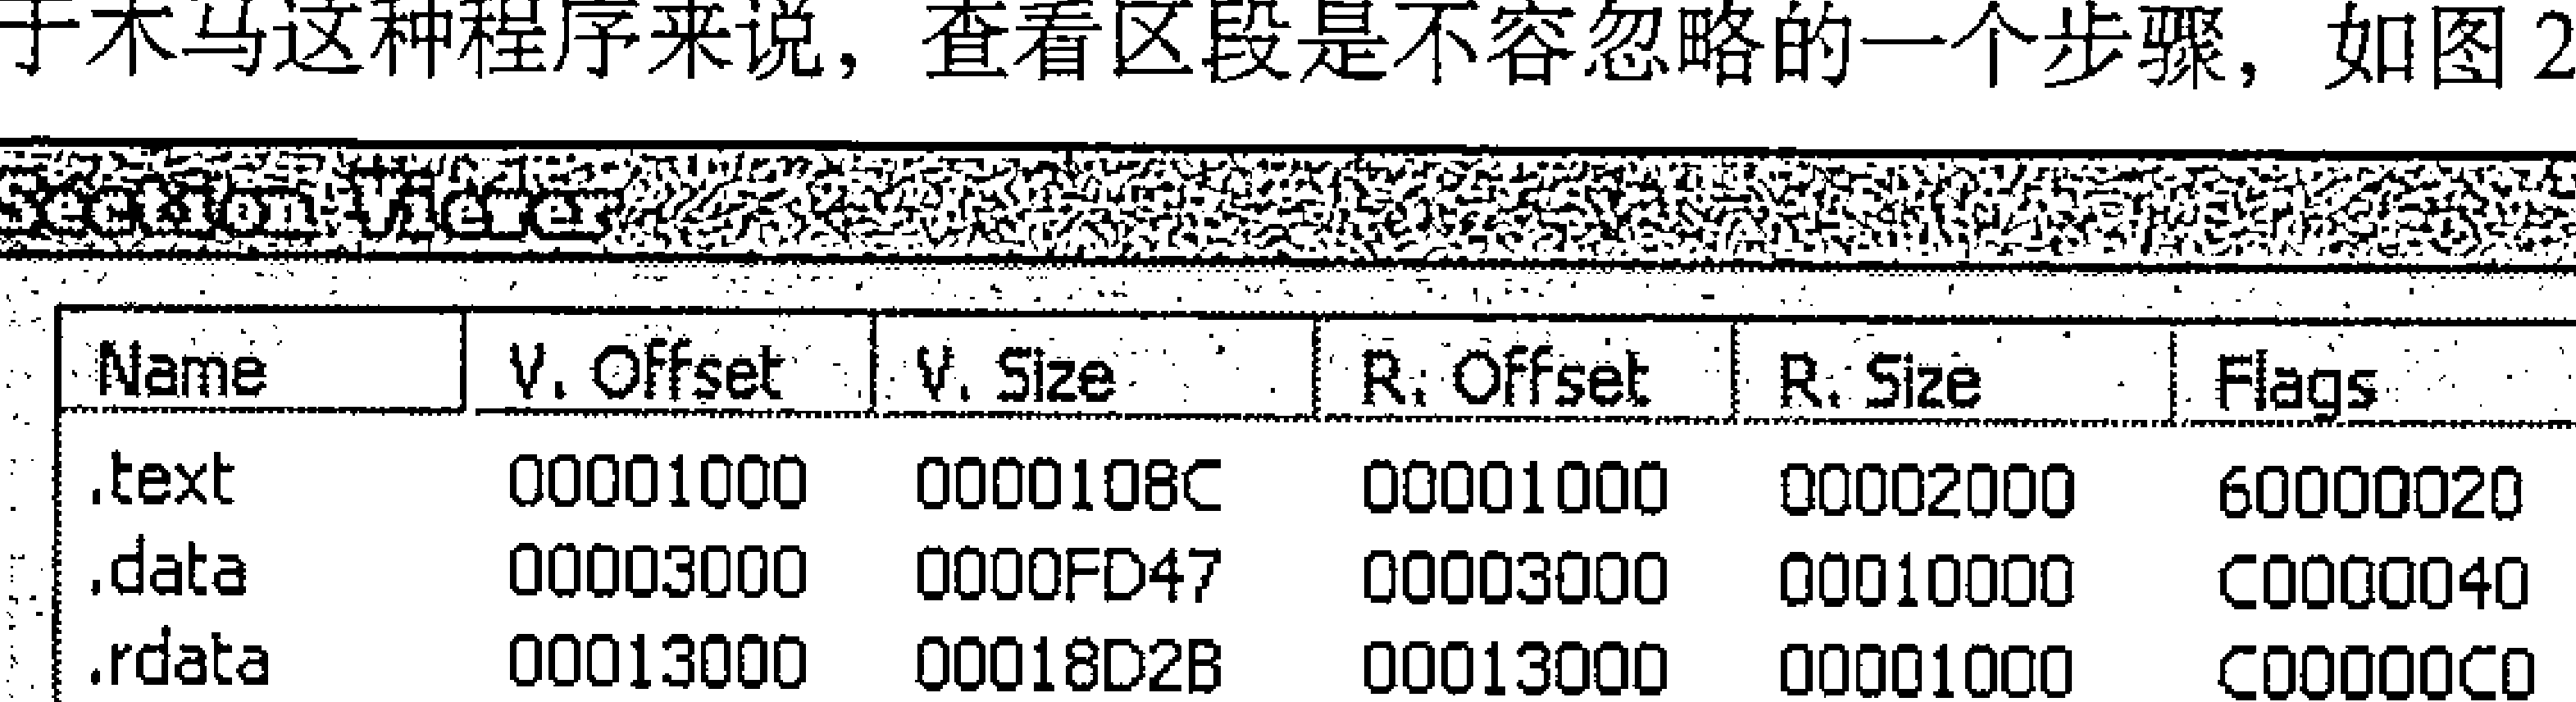 于木马这种程序来说，查看区段是不容忽略的一个步骤，如图 2
Section Viewer
Name V. Offset V. Size R. Offset R. Size Flags
.text 00001000 0000108C 00001000 00002000 60000020
.data 00003000 0000FD47 00003000 00010000 C0000040
.rdata 00013000 00018D2B 00013000 00001000 C00000C0